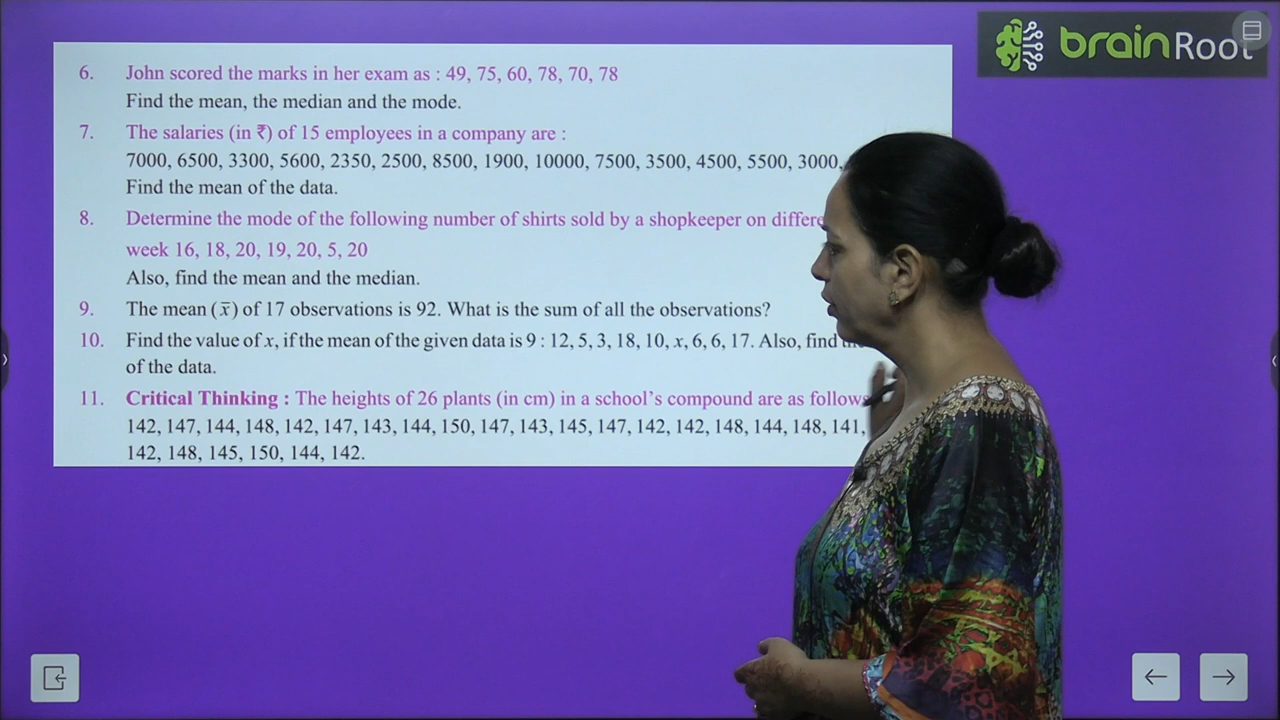 brainRoot
6. John scored the marks in her exam as : 49, 75, 60, 78, 70, 78
Find the mean, the median and the mode.
7. The salaries (in ₹) of 15 employees in a company are :
7000, 6500, 3300, 5600, 2350, 2500, 8500, 1900, 10000, 7500, 3500, 4500, 5500, 3000,
Find the mean of the data.
8. Determine the mode of the following number of shirts sold by a shopkeeper on
week 16, 18, 20, 19, 20, 5, 20
Also, find the mean and the median.
9. The mean (x̄) of 17 observations is 92. What is the sum of all the observations?
10. Find the value of x, if the mean of the given data is 9 : 12, 5, 3, 18, 10, x, 6, 6, 17. Also, find
of the data.
11. Critical Thinking : The heights of 26 plants (in cm) in a school's compound are as follows
142, 147, 144, 148, 142, 147, 143, 144, 150, 147, 143, 145, 147, 142, 142, 148, 144, 148, 141,
142, 148, 145, 150, 144, 142.